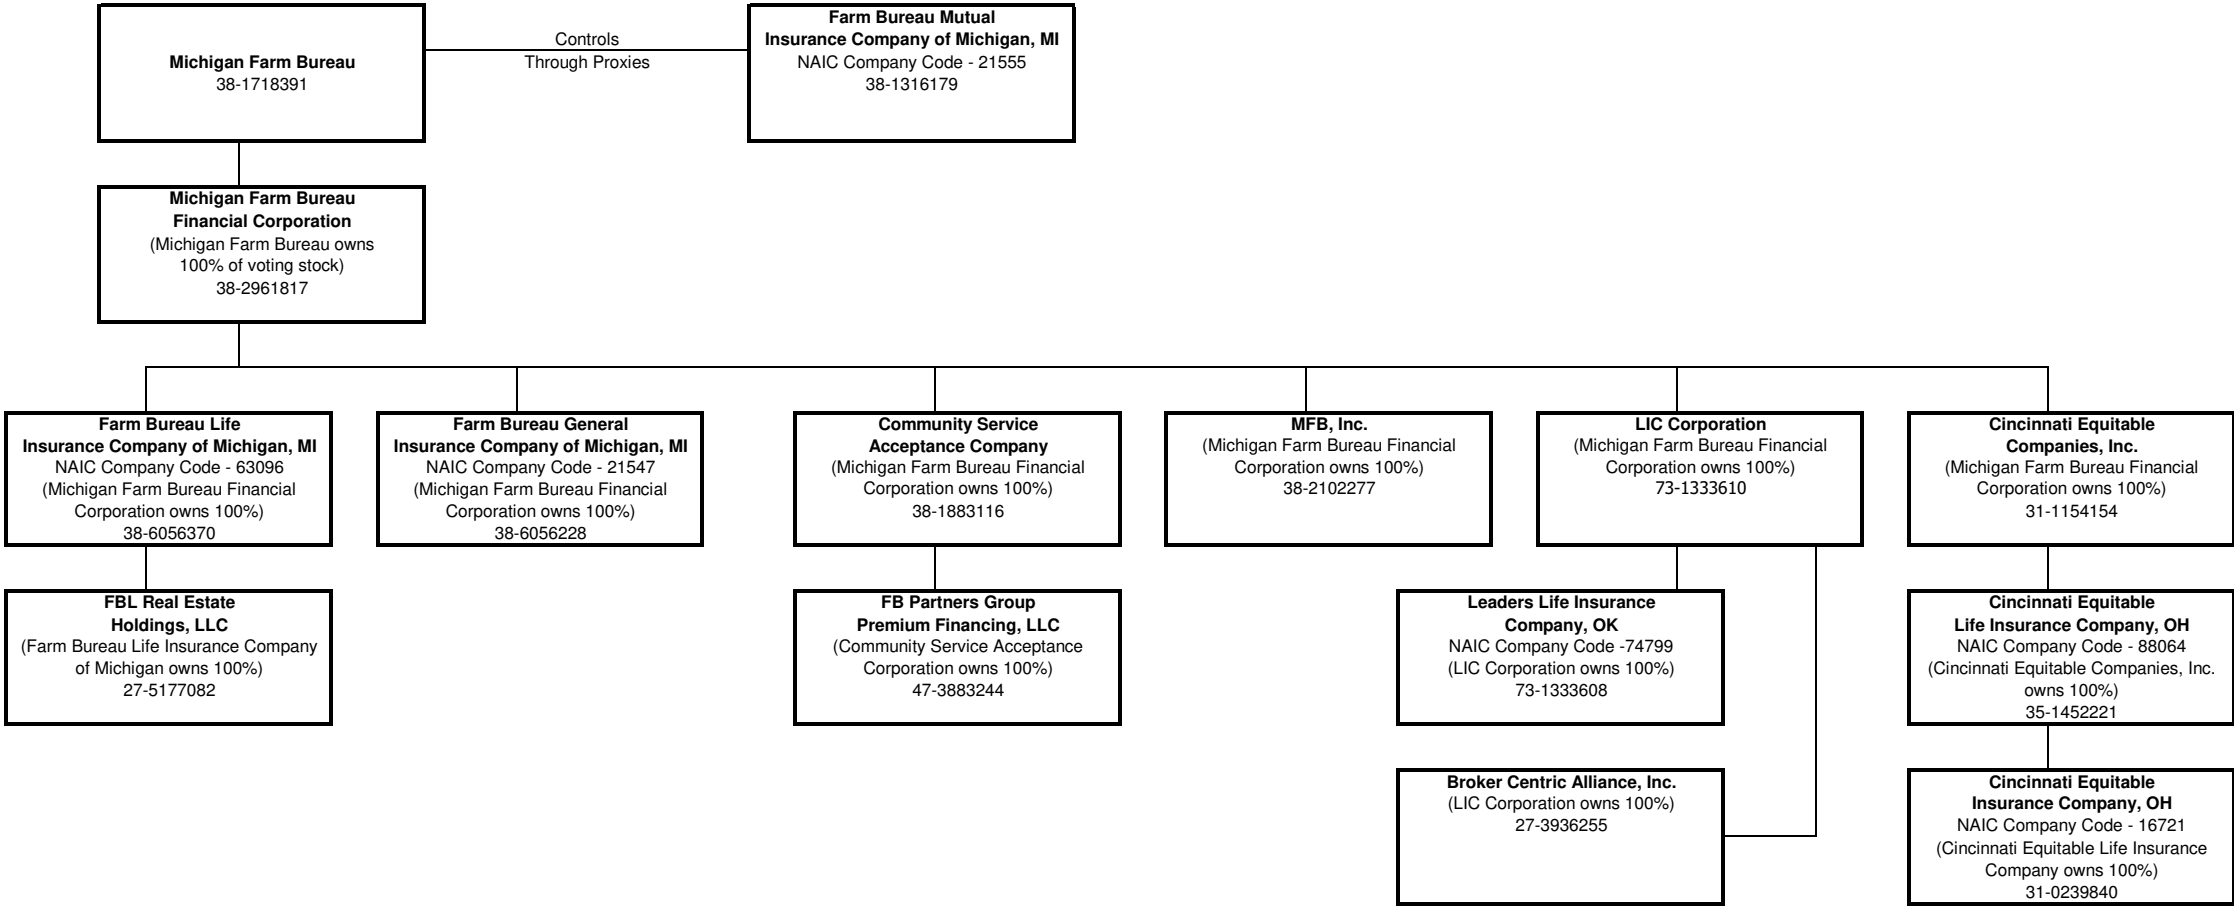 Michigan Farm Bureau
38-1718391
Controls
Through Proxies
Farm Bureau Mutual
Insurance Company of Michigan, MI
NAIC Company Code - 21555
38-1316179
Michigan Farm Bureau
Financial Corporation
(Michigan Farm Bureau owns
100% of voting stock)
38-2961817
Farm Bureau Life
Insurance Company of Michigan, MI
NAIC Company Code - 63096
(Michigan Farm Bureau Financial
Corporation owns 100%)
38-6056370
Farm Bureau General
Insurance Company of Michigan, MI
NAIC Company Code - 21547
(Michigan Farm Bureau Financial
Corporation owns 100%)
38-6056228
Community Service
Acceptance Company
(Michigan Farm Bureau Financial
Corporation owns 100%)
38-1883116
MFB, Inc.
(Michigan Farm Bureau Financial
Corporation owns 100%)
38-2102277
LIC Corporation
(Michigan Farm Bureau Financial
Corporation owns 100%)
73-1333610
Cincinnati Equitable
Companies, Inc.
(Michigan Farm Bureau Financial
Corporation owns 100%)
31-1154154
FBL Real Estate
Holdings, LLC
(Farm Bureau Life Insurance Company
of Michigan owns 100%)
27-5177082
FB Partners Group
Premium Financing, LLC
(Community Service Acceptance
Corporation owns 100%)
47-3883244
Leaders Life Insurance
Company, OK
NAIC Company Code -74799
(LIC Corporation owns 100%)
73-1333608
Cincinnati Equitable
Life Insurance Company, OH
NAIC Company Code - 88064
(Cincinnati Equitable Companies, Inc.
owns 100%)
35-1452221
Broker Centric Alliance, Inc.
(LIC Corporation owns 100%)
27-3936255
Cincinnati Equitable
Insurance Company, OH
NAIC Company Code - 16721
(Cincinnati Equitable Life Insurance
Company owns 100%)
31-0239840